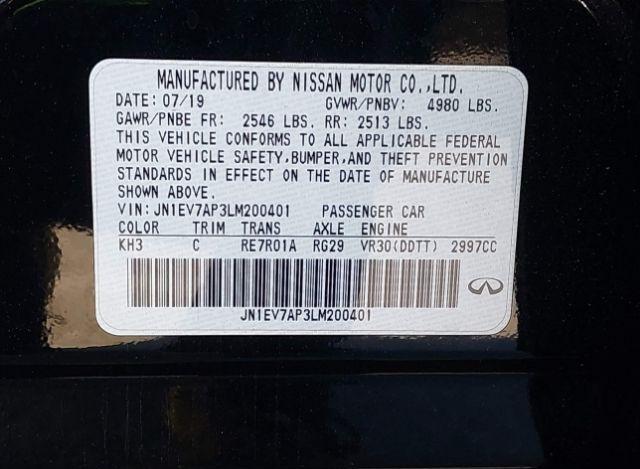 MANUFACTURED BY NISSAN MOTOR CO.,LTD.
DATE: 07/19 GVWR/PNBV: 4980 LBS.
GAWR/PNBE FR: 2546 LBS. RR: 2513 LBS.
THIS VEHICLE CONFORMS TO ALL APPLICABLE FEDERAL
MOTOR VEHICLE SAFETY,BUMPER,AND THEFT PREVENTION
STANDARDS IN EFFECT ON THE DATE OF MANUFACTURE
SHOWN ABOVE.
VIN: JN1EV7AP3LM200401 PASSENGER CAR
COLOR TRIM TRANS AXLE ENGINE
KH3 C RE7R01A RG29 VR30(DDTT) 2997CC
JN1EV7AP3LM200401